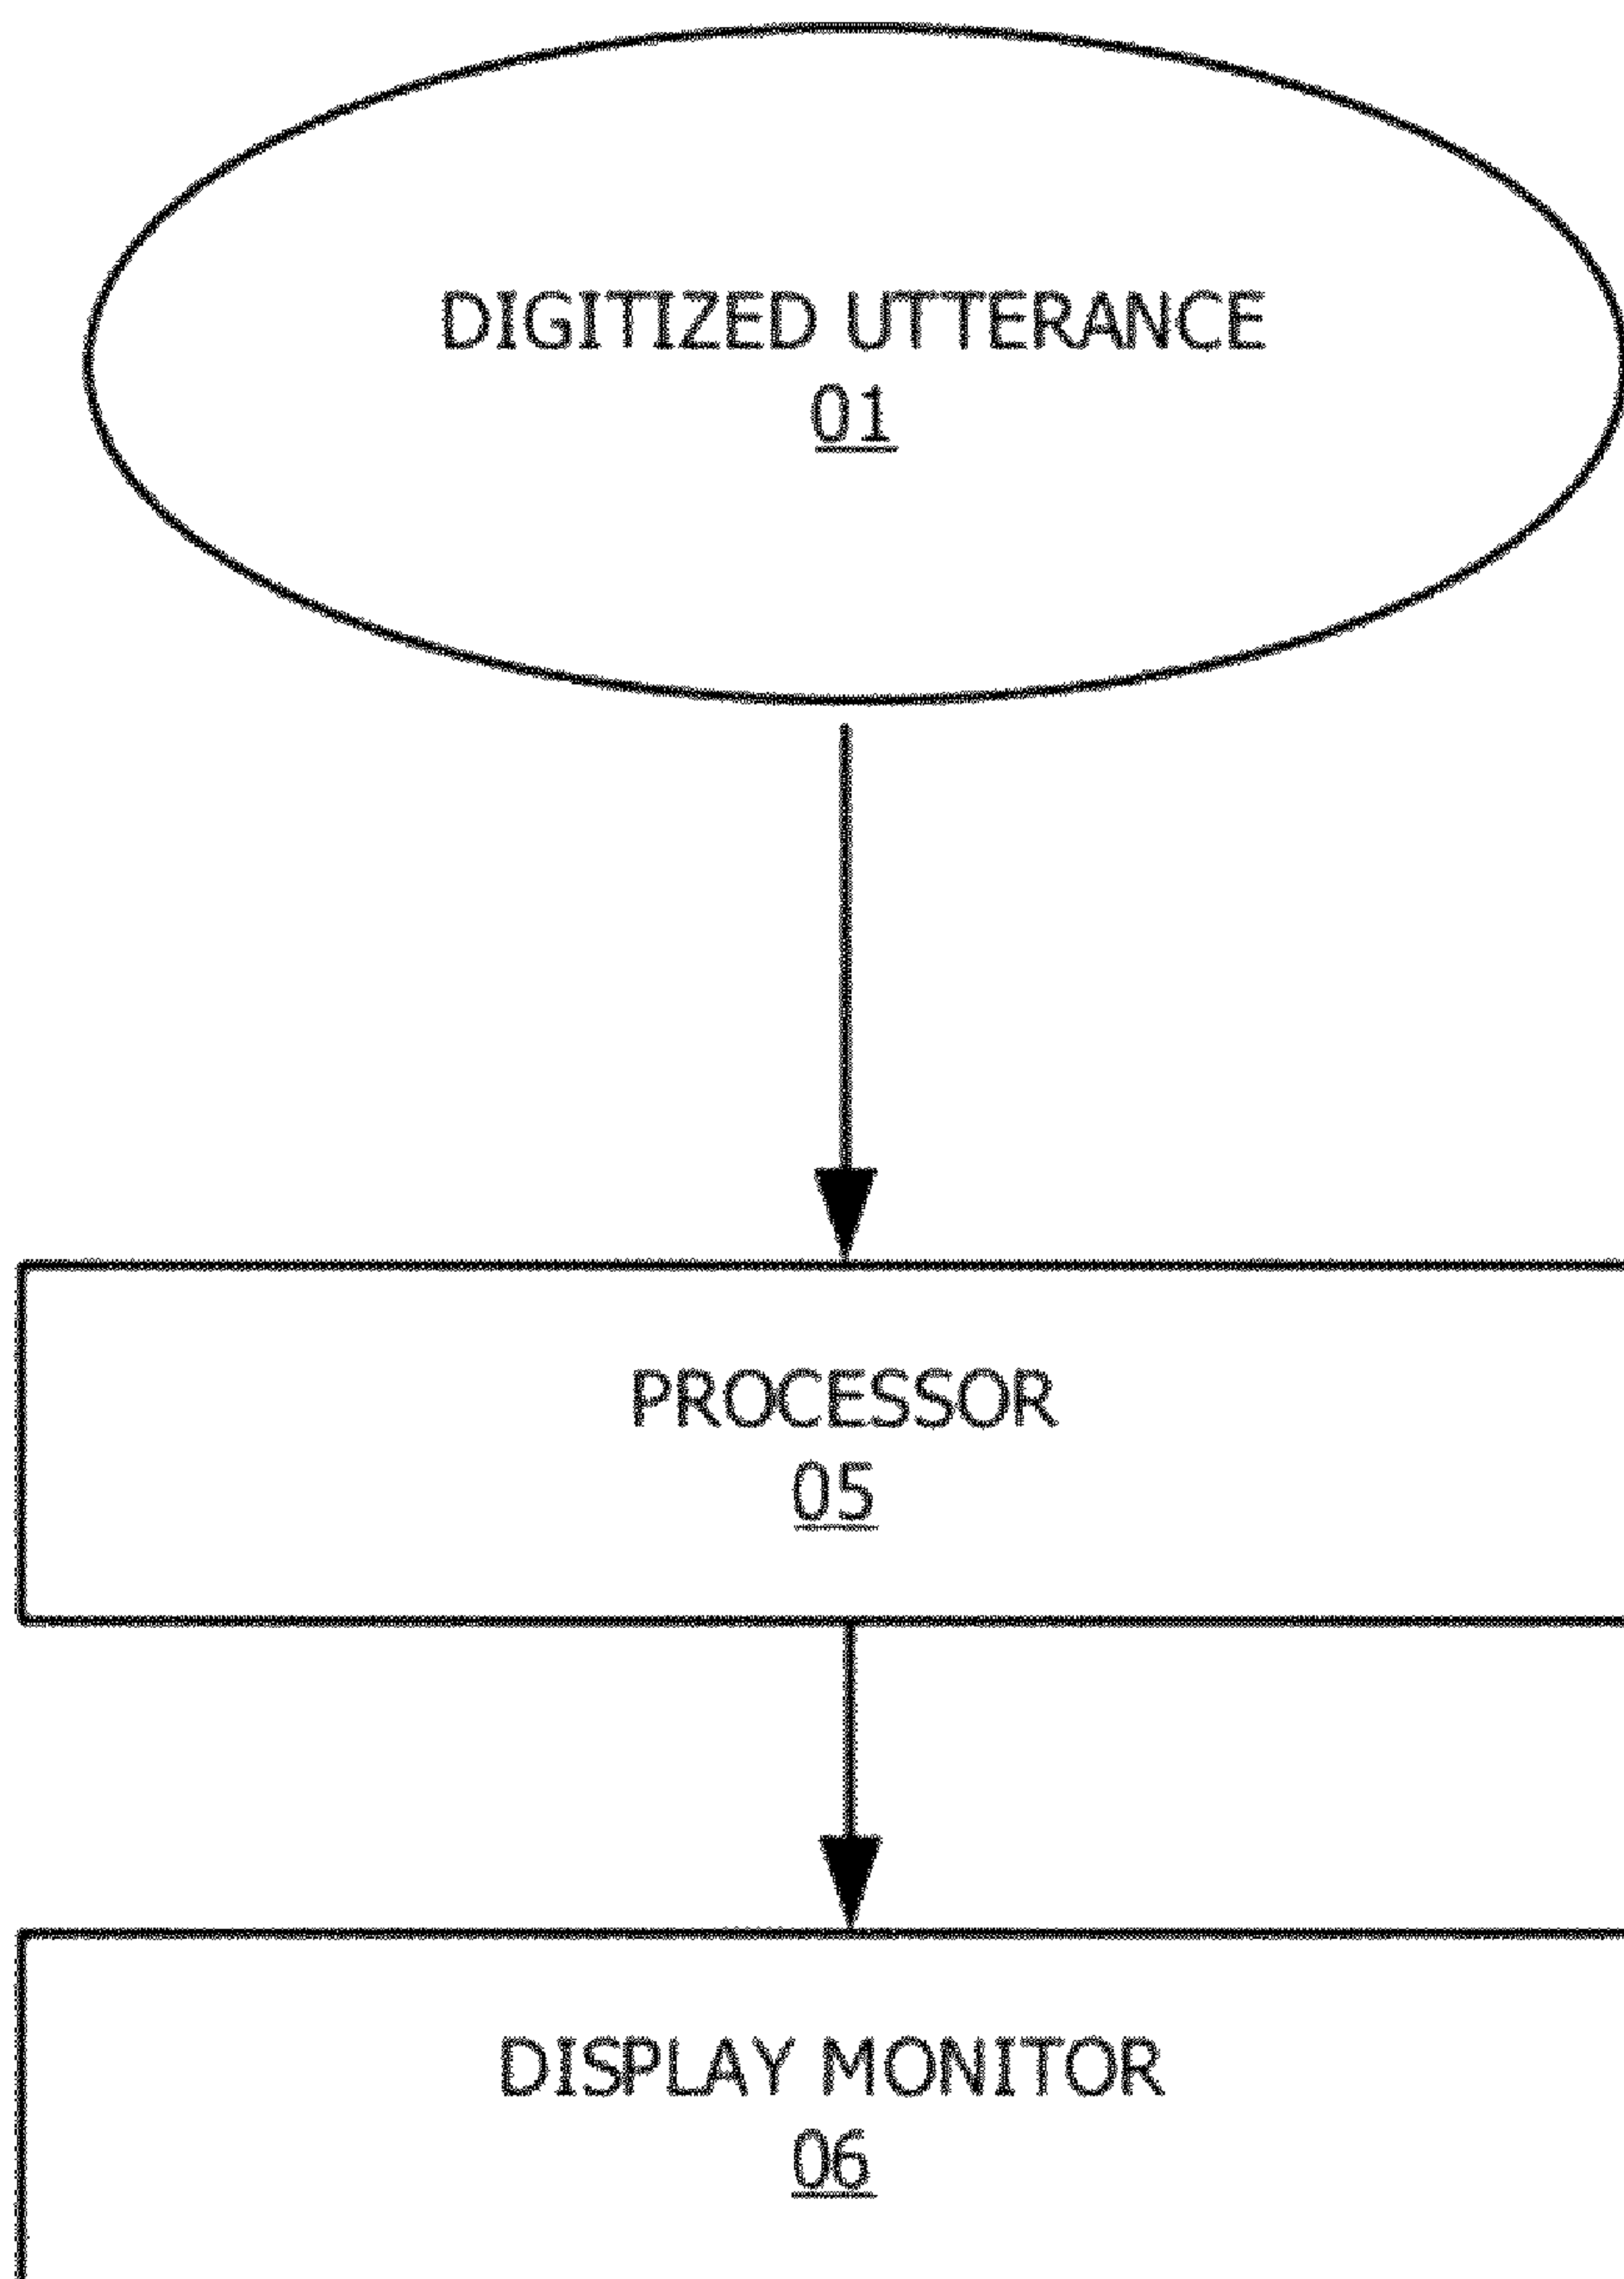 DIGITIZED UTTERANCE
01
PROCESSOR
05
DISPLAY MONITOR
06